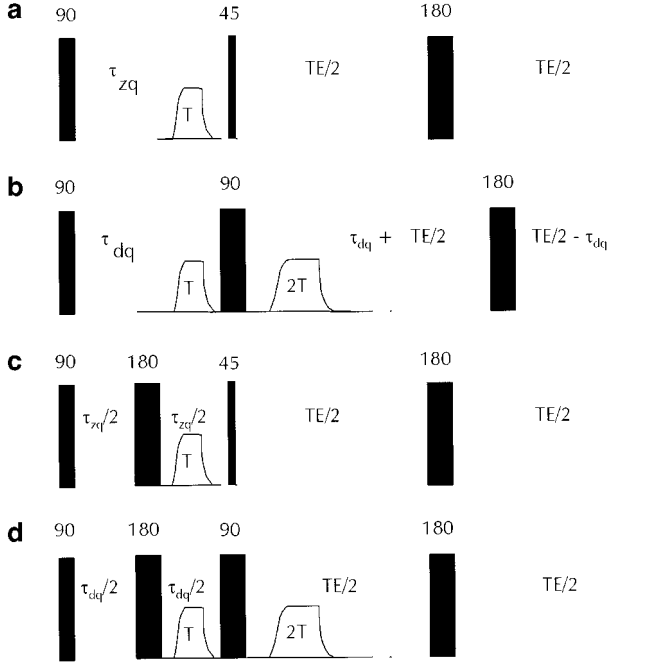 a
90 45 180
τzq T TE/2 TE/2
b
90 90 180
τdq T 2T τdq + TE/2 TE/2 - τdq
c
90 180 45 180
τzq/2 τzq/2 T TE/2 TE/2
d
90 180 90 180
τdq/2 τdq/2 T 2T TE/2 TE/2